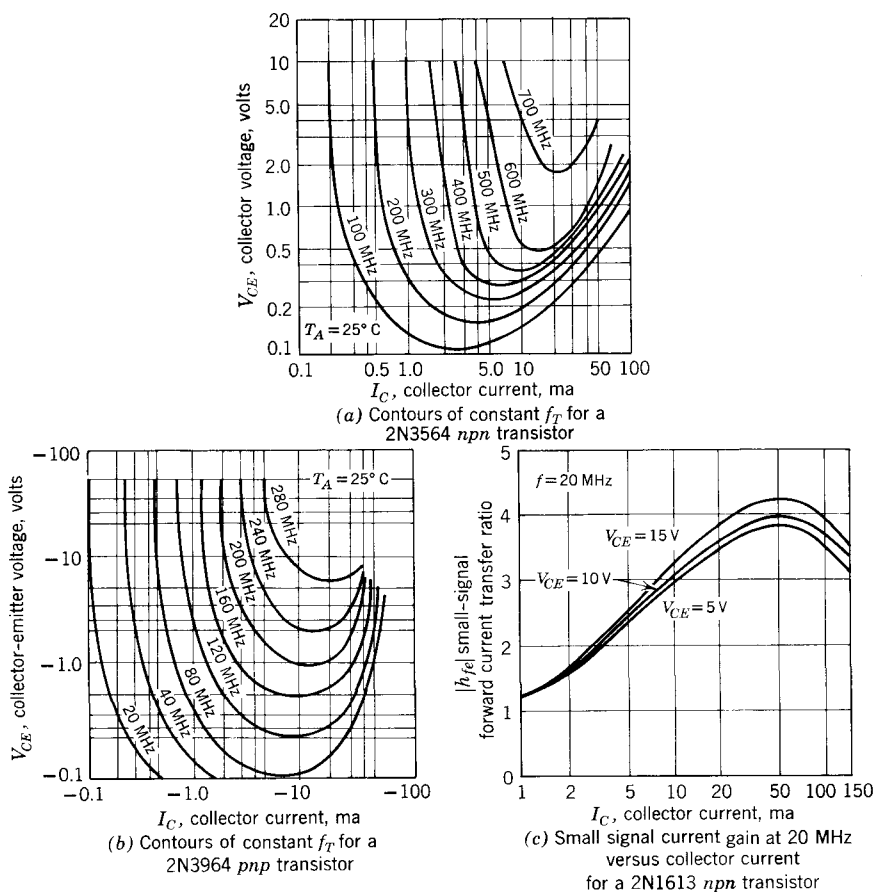 20
10
5.0
2.0
1.0
0.5
0.2
0.1
V_CE, collector voltage, volts
100 MHz
200 MHz
300 MHz
400 MHz
500 MHz
600 MHz
700 MHz
T_A = 25° C
0.1 0.5 1.0 5.0 10 50 100
I_C, collector current, ma
(a) Contours of constant f_T for a
2N3564 npn transistor
−100
−10
−1.0
−0.1
V_CE, collector-emitter voltage, volts
T_A = 25° C
280 MHz
240 MHz
200 MHz
160 MHz
120 MHz
80 MHz
40 MHz
20 MHz
−0.1 −1.0 −10 −100
I_C, collector current, ma
(b) Contours of constant f_T for a
2N3964 pnp transistor
5
4
3
2
1
0
|h_fe| small-signal
forward current transfer ratio
f = 20 MHz
V_CE = 15 V
V_CE = 10 V
V_CE = 5 V
1 2 5 10 20 50 100 150
I_C, collector current, ma
(c) Small signal current gain at 20 MHz
versus collector current
for a 2N1613 npn transistor